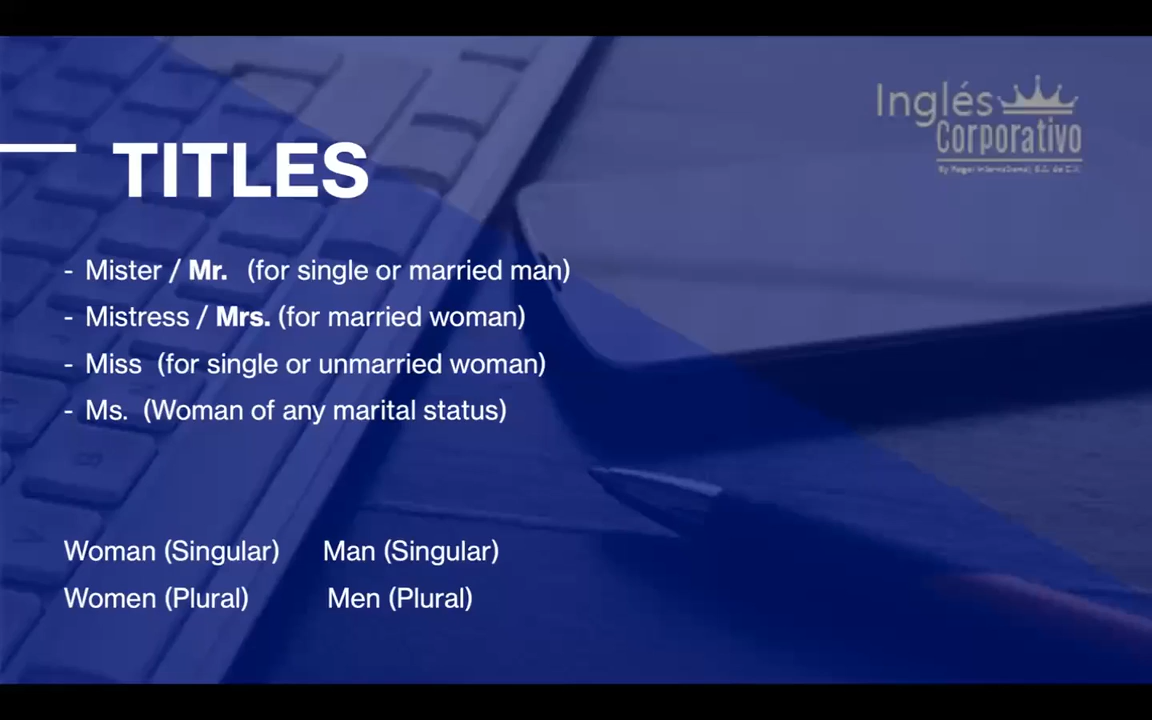 Inglés
Corporativo
TITLES
- Mister / Mr. (for single or married man)
- Mistress / Mrs. (for married woman)
- Miss (for single or unmarried woman)
- Ms. (Woman of any marital status)
Woman (Singular) Man (Singular)
Women (Plural) Men (Plural)